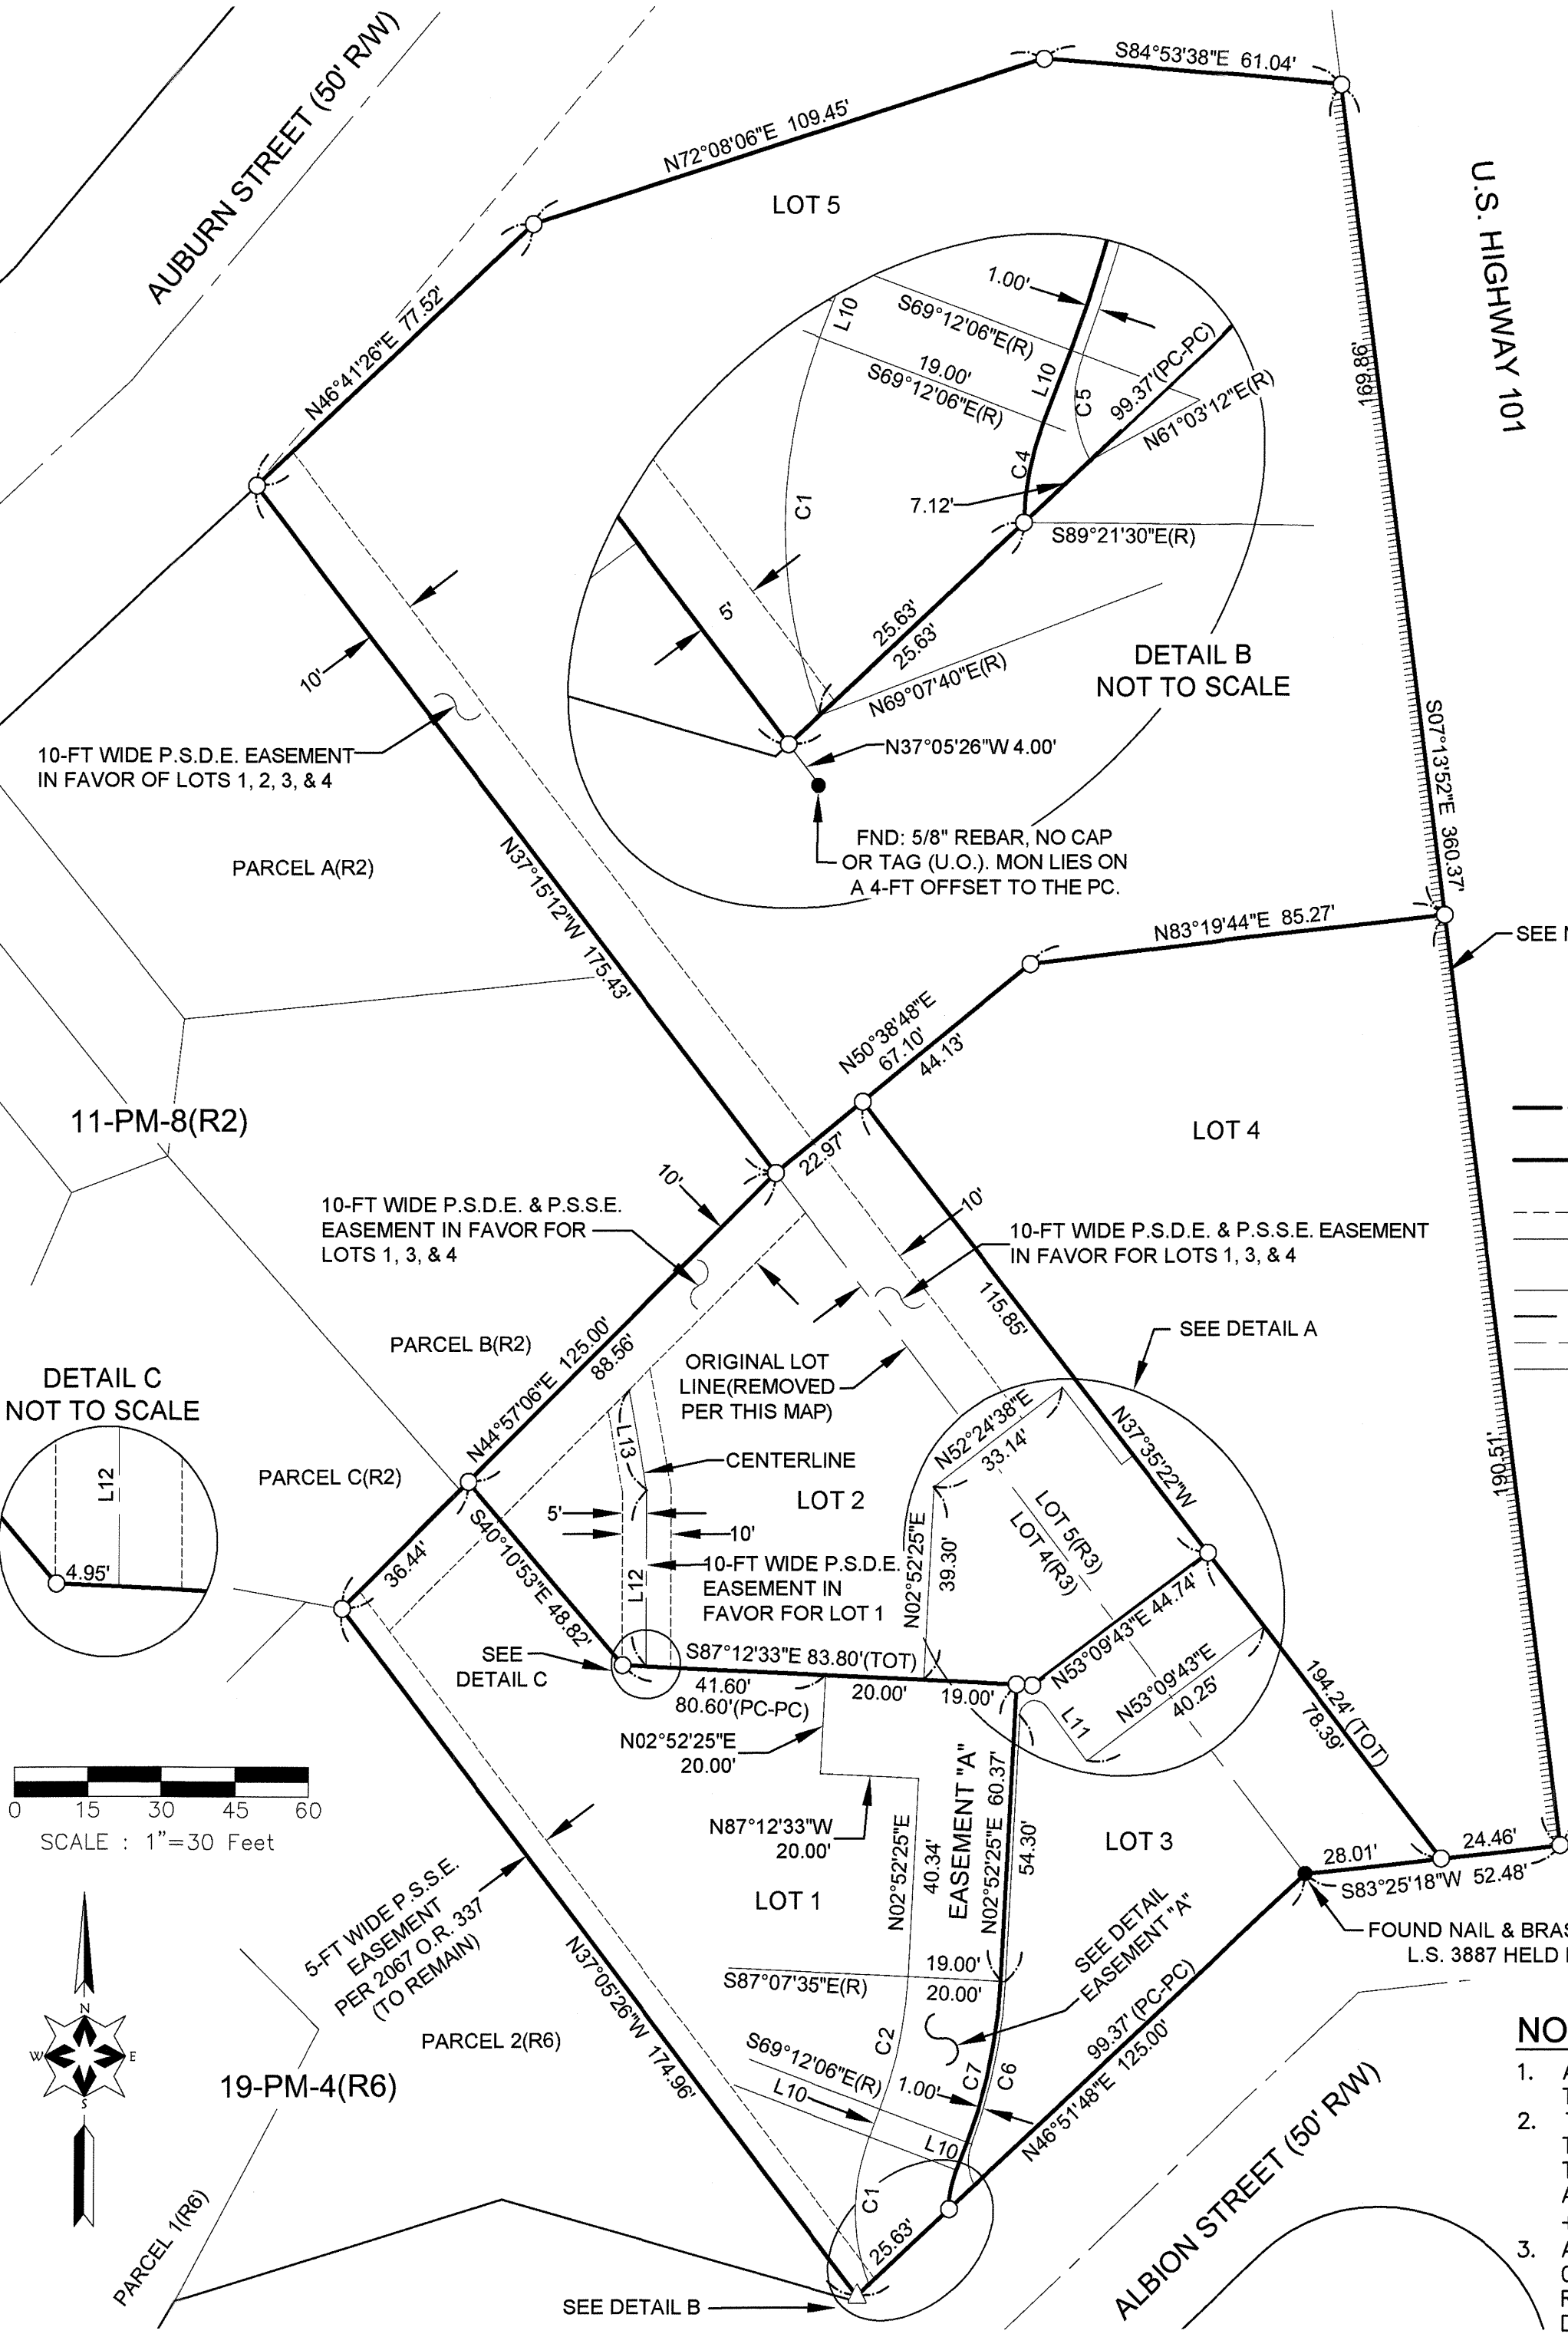 AUBURN STREET (50' R/W)
S84°53'38"E 61.04'
N72°08'06"E 109.45'
LOT 5
U.S. HIGHWAY 101
N46°41'26"E 77.52'
1.00'
L10
S69°12'06"E(R)
19.00'
S69°12'06"E(R)
L10
C5
99.37'(PC-PC)
N61°03'12"E(R)
C4
C1
7.12'
S89°21'30"E(R)
5'
25.63'
25.63'
N69°07'40"E(R)
DETAIL B
NOT TO SCALE
N37°05'26"W 4.00'
FND: 5/8" REBAR, NO CAP
OR TAG (U.O.). MON LIES ON
A 4-FT OFFSET TO THE PC.
169.86'
S07°13'52"E 360.37'
10'
10-FT WIDE P.S.D.E. EASEMENT
IN FAVOR OF LOTS 1, 2, 3, & 4
PARCEL A(R2)
N37°15'12"W 175.43'
N83°19'44"E 85.27'
SEE
N50°38'48"E
67.10'
44.13'
11-PM-8(R2)
LOT 4
22.97'
10'
10-FT WIDE P.S.D.E. & P.S.S.E.
EASEMENT IN FAVOR FOR
LOTS 1, 3, & 4
10'
10-FT WIDE P.S.D.E. & P.S.S.E. EASEMENT
IN FAVOR FOR LOTS 1, 3, & 4
115.85'
SEE DETAIL A
PARCEL B(R2)
N44°57'06"E 125.00'
88.56'
ORIGINAL LOT
LINE(REMOVED
PER THIS MAP)
DETAIL C
NOT TO SCALE
L12
4.95'
N52°24'38"E
33.14'
N37°35'22"W
190.51'
L13
CENTERLINE
PARCEL C(R2)
LOT 2
5'
10'
LOT 5(R3)
LOT 4(R3)
S40°10'53"E 48.82'
36.44'
10-FT WIDE P.S.D.E.
EASEMENT IN
FAVOR FOR LOT 1
L12
N02°52'25"E
39.30'
N53°09'43"E 44.74'
SEE
DETAIL C
S87°12'33"E 83.80'(TOT)
41.60'
20.00'
19.00'
80.60'(PC-PC)
N53°09'43"E
40.25'
L11
194.24' (TOT)
78.39'
N02°52'25"E
20.00'
0 15 30 45 60
SCALE : 1"=30 Feet
N87°12'33"W
20.00'
N02°52'25"E
40.34'
EASEMENT "A"
N02°52'25"E 60.37'
54.30'
LOT 3
28.01'
24.46'
S83°25'18"W 52.48'
LOT 1
5-FT WIDE P.S.S.E.
EASEMENT
PER 2067 O.R. 337
(TO REMAIN)
N37°05'26"W 174.96'
SEE DETAIL
EASEMENT "A"
FOUND NAIL &
L.S. 3887 HELD
S87°07'35"E(R)
19.00'
20.00'
99.37' (PC-PC)
N46°51'48"E 125.00'
N
W E
S
PARCEL 2(R6)
19-PM-4(R6)
C2
S69°12'06"E(R)
L10
1.00'
C7
C6
L10
1.
2.
3.
PARCEL 1(R6)
C1
25.63'
ALBION STREET (50' R/W)
SEE DETAIL B